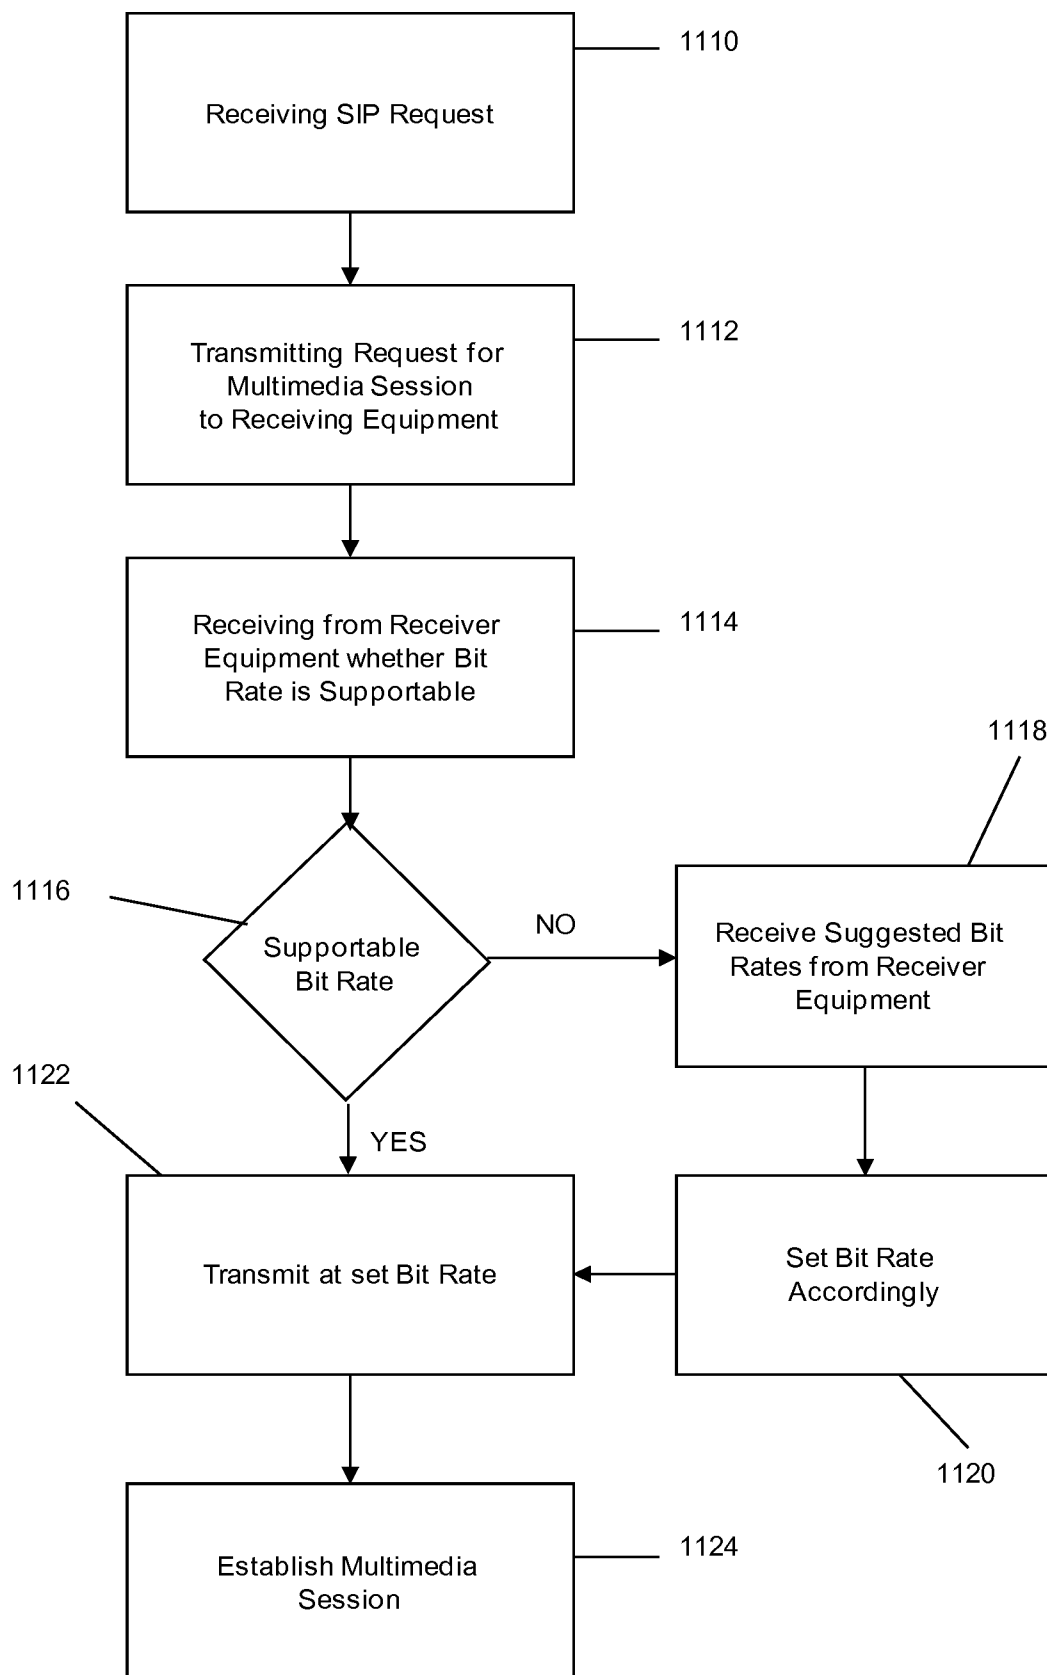 1110
Receiving SIP Request
1112
Transmitting Request for
Multimedia Session
to Receiving Equipment
1114
Receiving from Receiver
Equipment whether Bit
Rate is Supportable
1118
1116
Supportable
Bit Rate
NO
Receive Suggested Bit
Rates from Receiver
Equipment
1122
YES
Transmit at set Bit Rate
Set Bit Rate
Accordingly
1120
1124
Establish Multimedia
Session